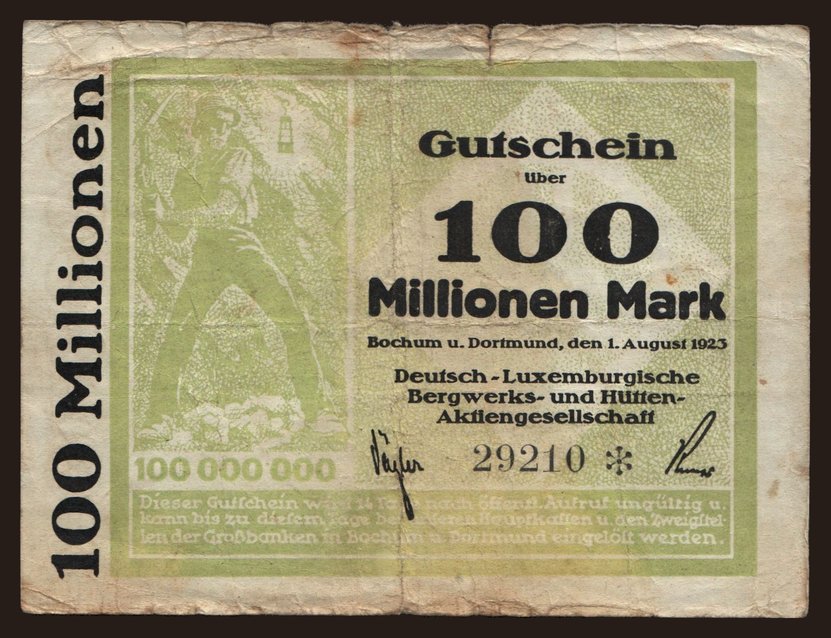 100 Millionen
Gutschein
über
100
Millionen Mark
Bochum u. Dortmund, den 1. August 1923
Deutsch-Luxemburgische
Bergwerks- und Hütten-
Aktiengesellschaft
Vögler 29210 *
100 000 000
Dieser Gutschein wird 14 Tage nach öffentl. Aufruf ungültig u.
kann bis zu diesem Tage bei unseren Hauptkassen u. den Zweigstel-
len der Großbanken in Bochum u. Dortmund eingelöst werden.